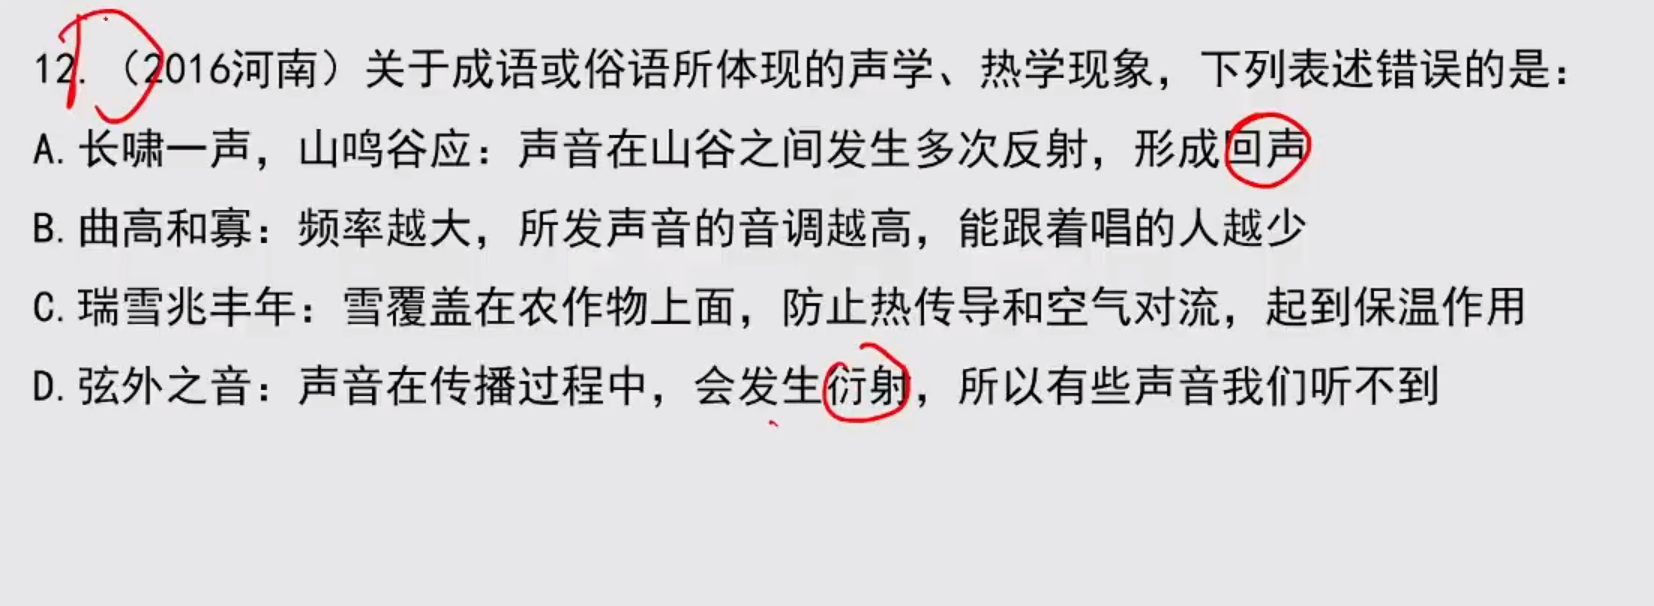 12.（2016河南）关于成语或俗语所体现的声学、热学现象，下列表述错误的是：
A.长啸一声，山鸣谷应：声音在山谷之间发生多次反射，形成回声
B.曲高和寡：频率越大，所发声音的音调越高，能跟着唱的人越少
C.瑞雪兆丰年：雪覆盖在农作物上面，防止热传导和空气对流，起到保温作用
D.弦外之音：声音在传播过程中，会发生衍射，所以有些声音我们听不到